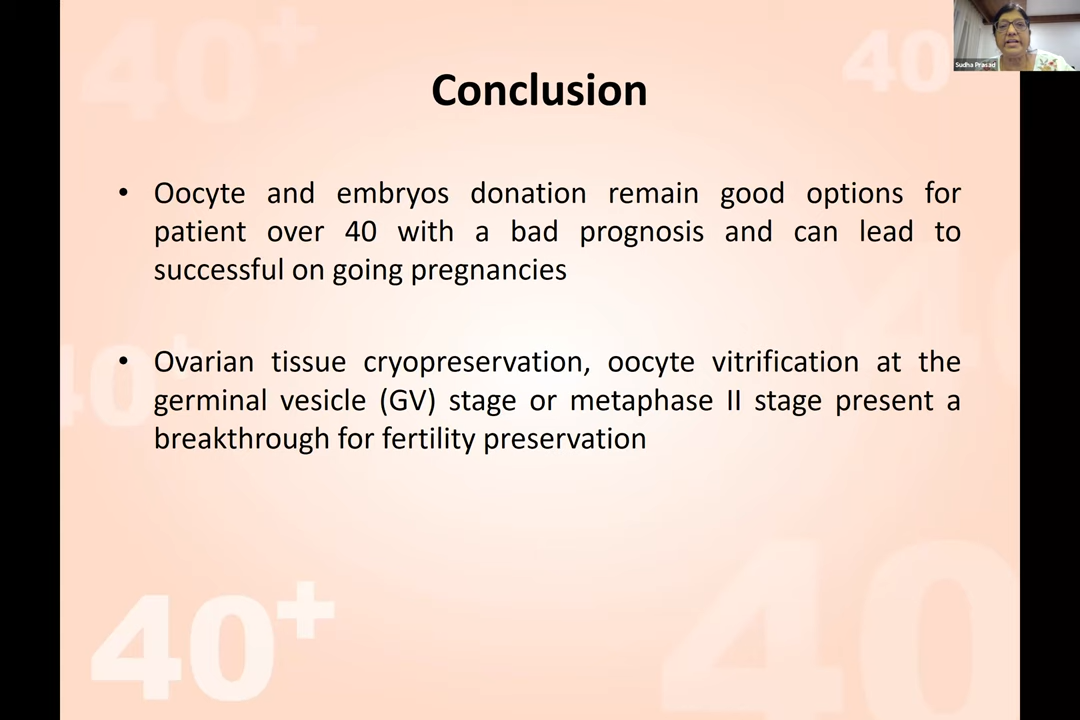 40+
40
Sudha Prasad
Conclusion
• Oocyte and embryos donation remain good options for
patient over 40 with a bad prognosis and can lead to
successful on going pregnancies
40
40
• Ovarian tissue cryopreservation, oocyte vitrification at the
germinal vesicle (GV) stage or metaphase II stage present a
breakthrough for fertility preservation
40+
40